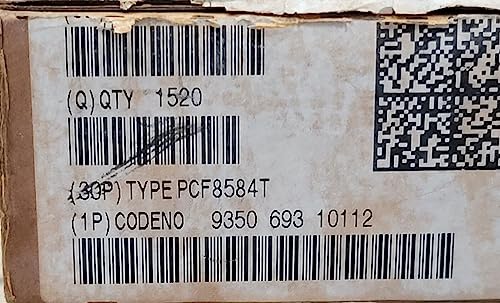 (Q) QTY 1520
(30P) TYPE PCF8584T
(1P) CODENO 9350 693 10112